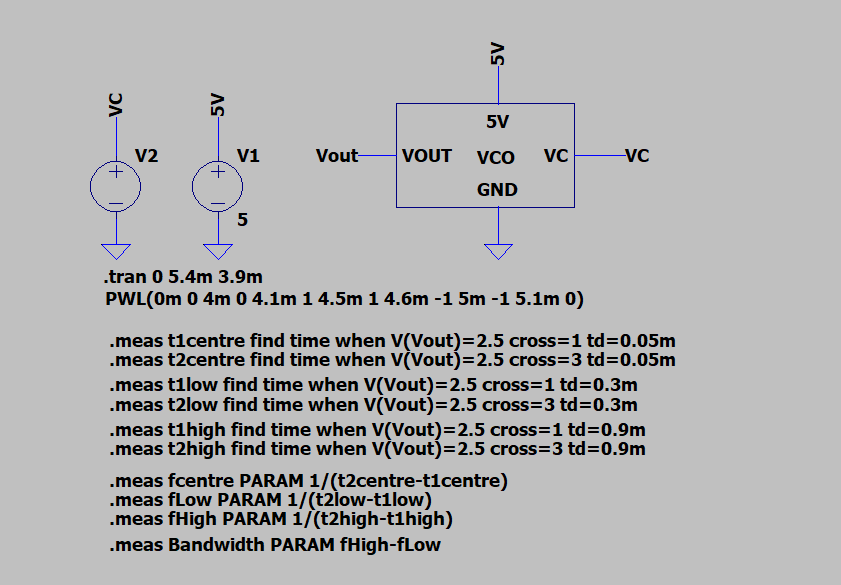 5V
VC
5V
V2
V1
5V
Vout
VOUT
VCO
VC
VC
GND
5
.tran 0 5.4m 3.9m
PWL(0m 0 4m 0 4.1m 1 4.5m 1 4.6m -1 5m -1 5.1m 0)
.meas t1centre find time when V(Vout)=2.5 cross=1 td=0.05m
.meas t2centre find time when V(Vout)=2.5 cross=3 td=0.05m
.meas t1low find time when V(Vout)=2.5 cross=1 td=0.3m
.meas t2low find time when V(Vout)=2.5 cross=3 td=0.3m
.meas t1high find time when V(Vout)=2.5 cross=1 td=0.9m
.meas t2high find time when V(Vout)=2.5 cross=3 td=0.9m
.meas fcentre PARAM 1/(t2centre-t1centre)
.meas fLow PARAM 1/(t2low-t1low)
.meas fHigh PARAM 1/(t2high-t1high)
.meas Bandwidth PARAM fHigh-fLow